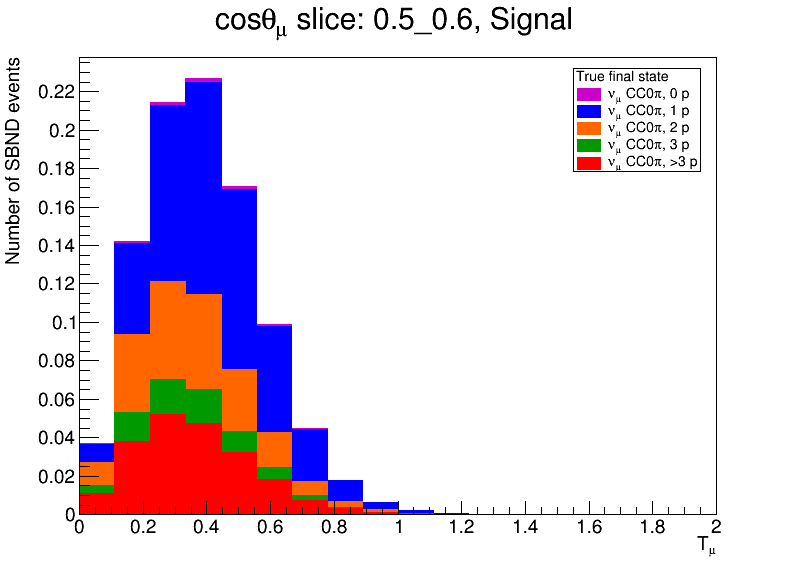 cosθμ slice: 0.5_0.6, Signal
Number of SBND events
True final state
νμ CC0π, 0 p
νμ CC0π, 1 p
νμ CC0π, 2 p
νμ CC0π, 3 p
νμ CC0π, >3 p
0.22
0.2
0.18
0.16
0.14
0.12
0.1
0.08
0.06
0.04
0.02
0
0 0.2 0.4 0.6 0.8 1 1.2 1.4 1.6 1.8 2
Tμ